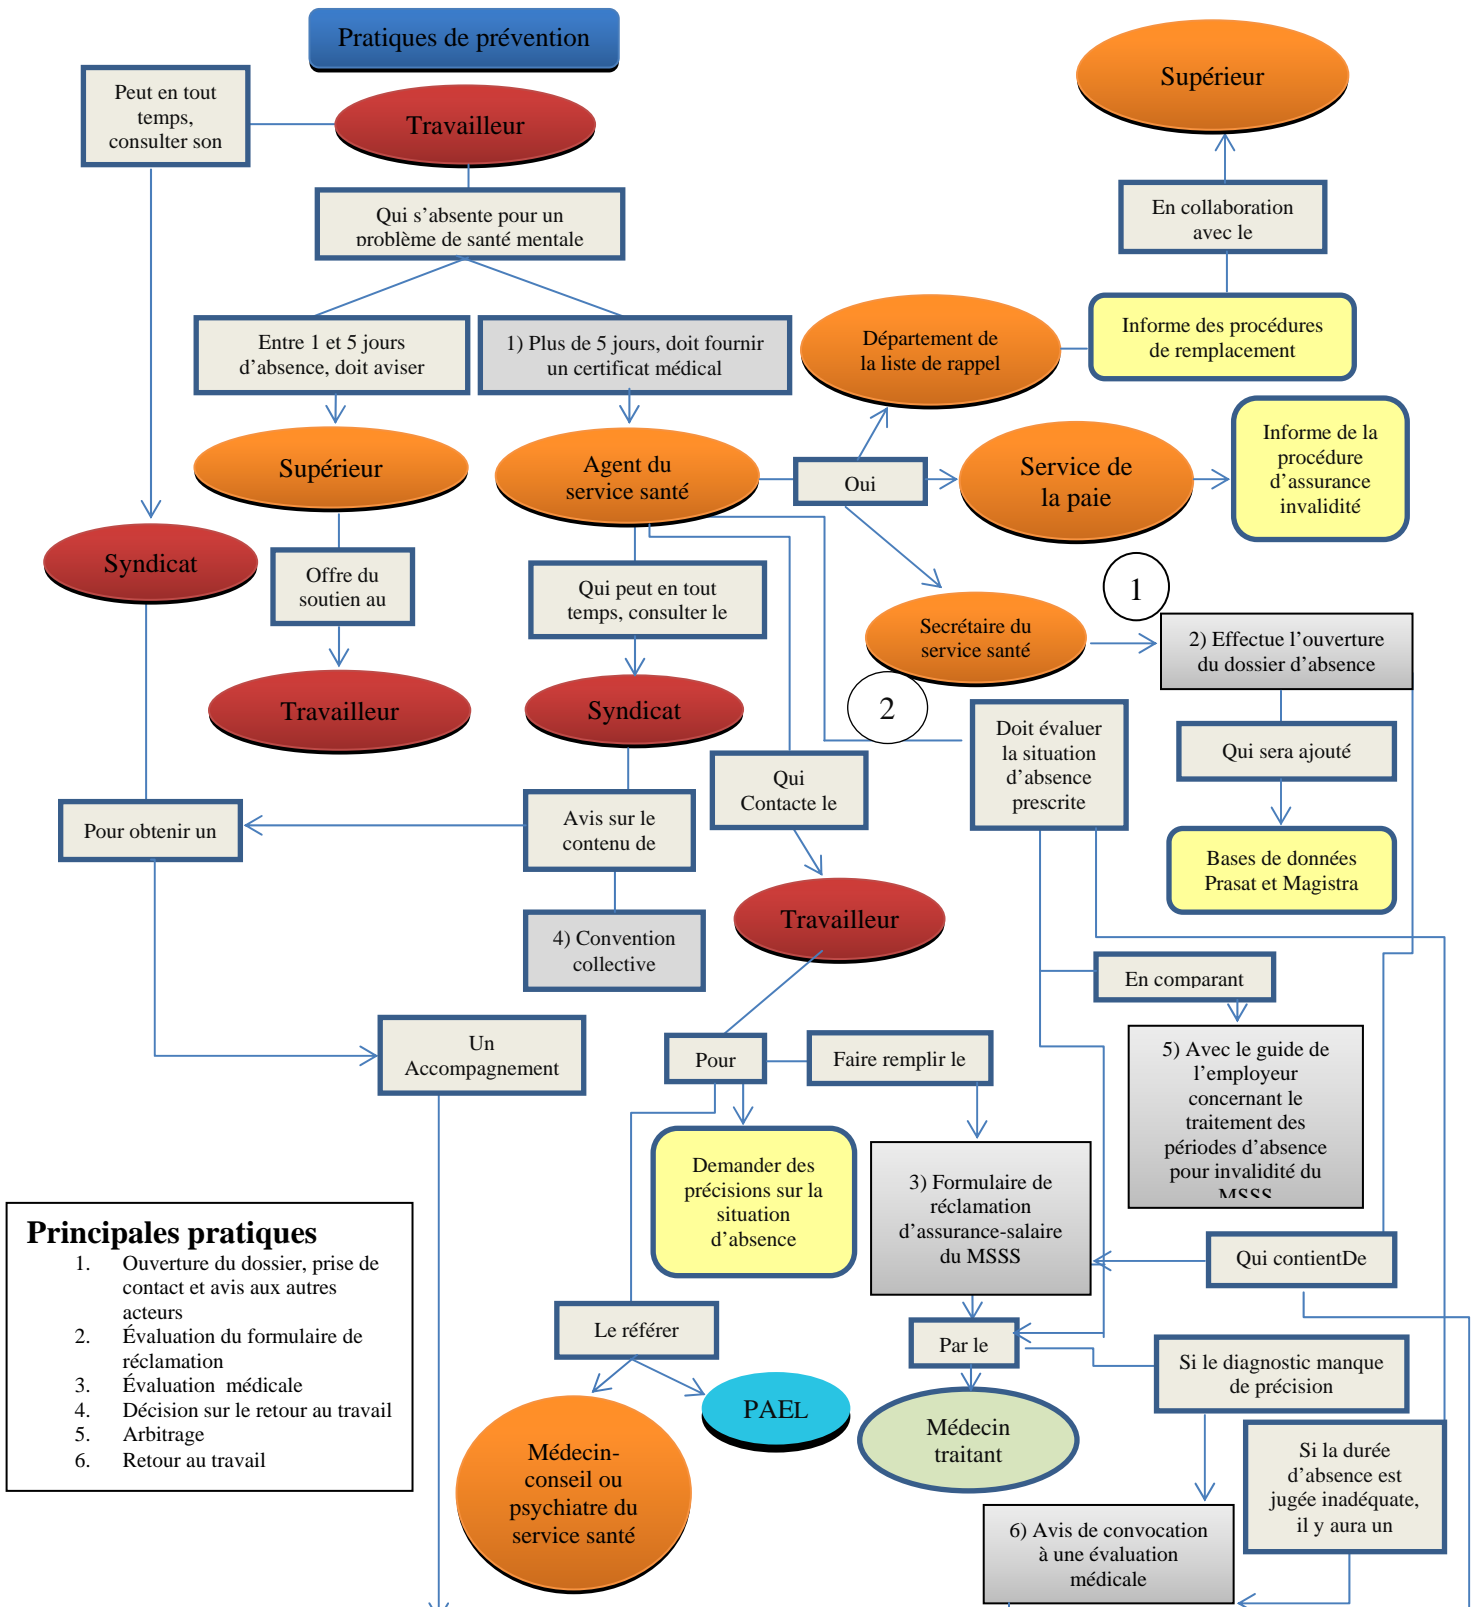 Pratiques de prévention
Peut en tout
temps,
consulter son
Travailleur
Supérieur
Qui s’absente pour un
problème de santé mentale
En collaboration
avec le
Entre 1 et 5 jours
d’absence, doit aviser
1) Plus de 5 jours, doit fournir
un certificat médical
Département de
la liste de rappel
Informe des procédures
de remplacement
Supérieur
Agent du
service santé
Oui
Service de
la paie
Informe de la
procédure
d’assurance
invalidité
Syndicat
Offre du
soutien au
Qui peut en tout
temps, consulter le
1
Secrétaire du
service santé
2) Effectue l’ouverture
du dossier d’absence
Travailleur
Syndicat
2
Doit évaluer
la situation
d’absence
prescrite
Qui sera ajouté
Qui
Contacte le
Pour obtenir un
Avis sur le
contenu de
Bases de données
Prasat et Magistra
Travailleur
4) Convention
collective
En comparant
Un
Accompagnement
Pour
Faire remplir le
5) Avec le guide de
l’employeur
concernant le
traitement des
périodes d’absence
pour invalidité du
MSSS
Demander des
précisions sur la
situation
d’absence
3) Formulaire de
réclamation
d’assurance-salaire
du MSSS
Qui contientDe
Principales pratiques
1. Ouverture du dossier, prise de
contact et avis aux autres
acteurs
2. Évaluation du formulaire de
réclamation
3. Évaluation médicale
4. Décision sur le retour au travail
5. Arbitrage
6. Retour au travail
Le référer
Par le
Si le diagnostic manque
de précision
PAEL
Médecin-
conseil ou
psychiatre du
service santé
Médecin
traitant
Si la durée
d’absence est
jugée inadéquate,
il y aura un
6) Avis de convocation
à une évaluation
médicale